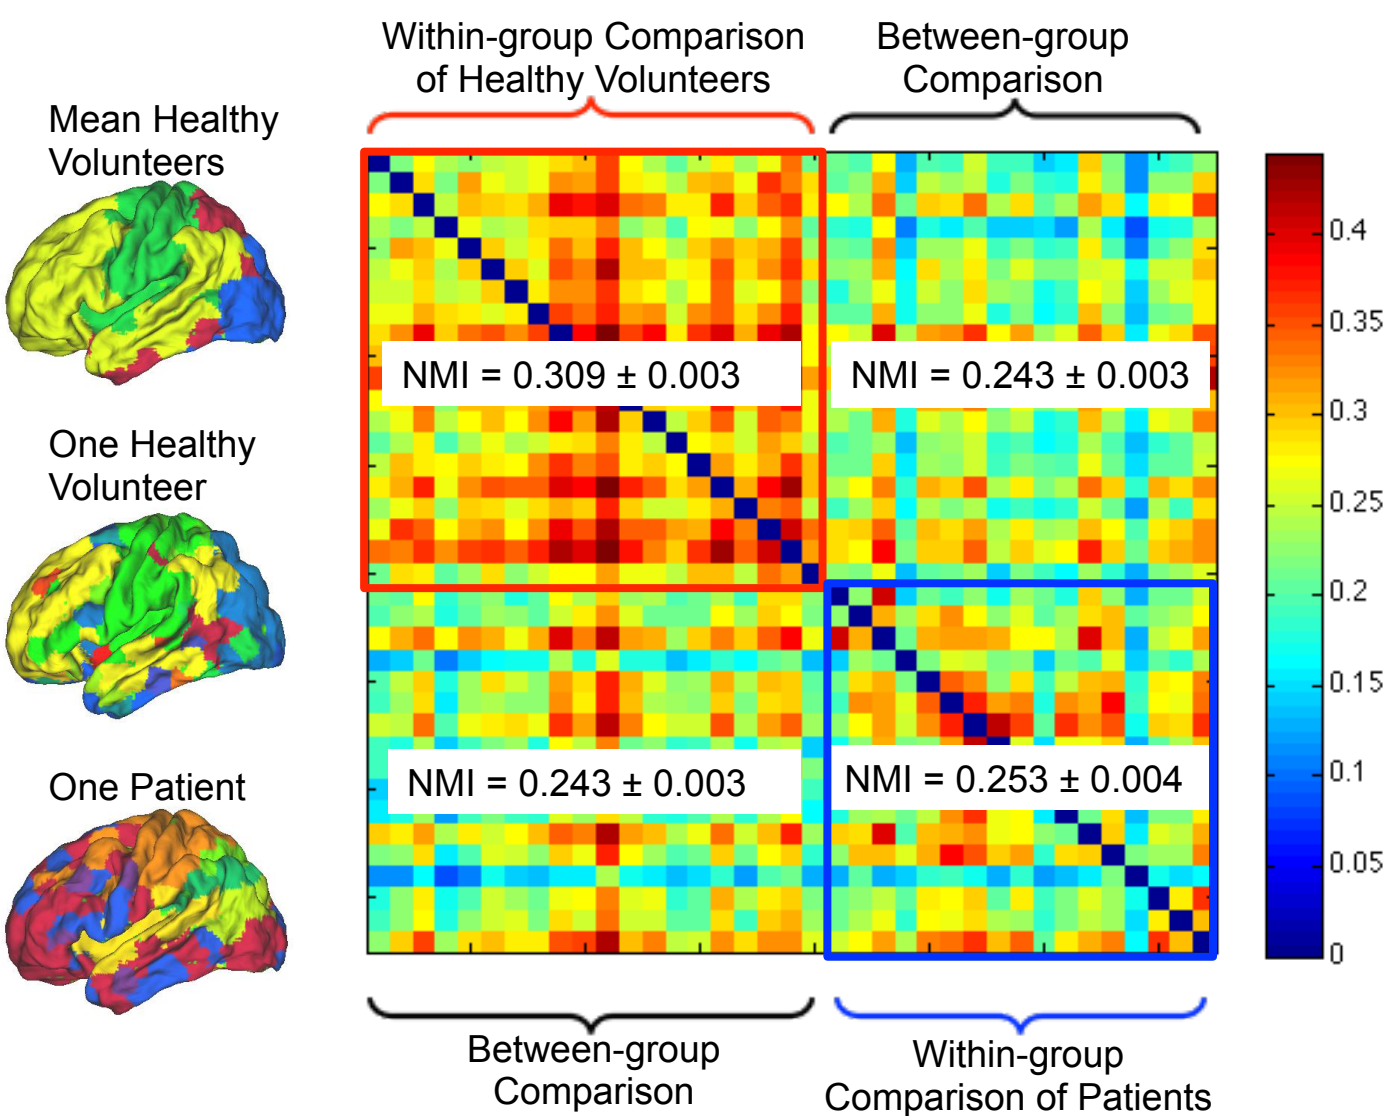 Within-group Comparison
of Healthy Volunteers
Between-group
Comparison
Mean Healthy
Volunteers
One Healthy
Volunteer
One Patient
NMI = 0.309 ± 0.003
NMI = 0.243 ± 0.003
NMI = 0.243 ± 0.003
NMI = 0.253 ± 0.004
0.4
0.35
0.3
0.25
0.2
0.15
0.1
0.05
0
Between-group
Comparison
Within-group
Comparison of Patients